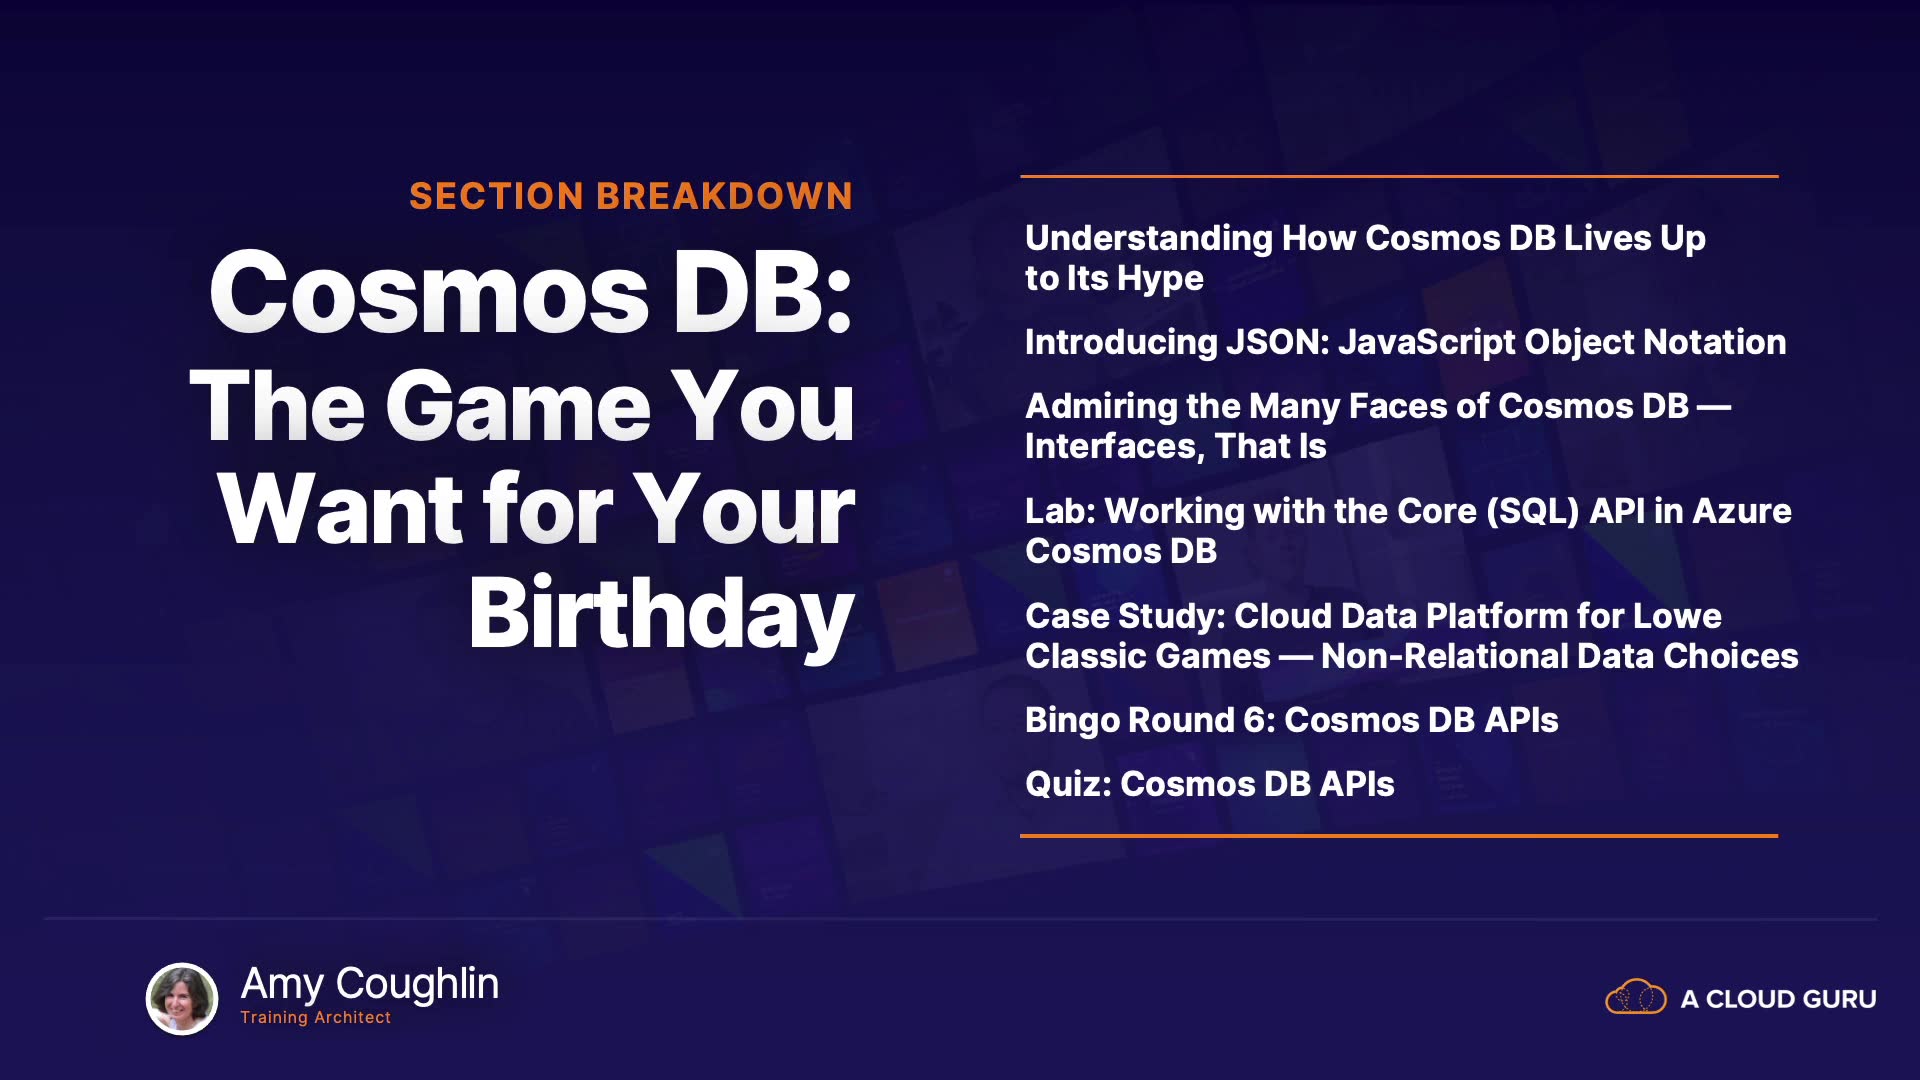 SECTION BREAKDOWN
Cosmos DB:
The Game You
Want for Your
Birthday
Understanding How Cosmos DB Lives Up
to Its Hype
Introducing JSON: JavaScript Object Notation
Admiring the Many Faces of Cosmos DB —
Interfaces, That Is
Lab: Working with the Core (SQL) API in Azure
Cosmos DB
Case Study: Cloud Data Platform for Lowe
Classic Games — Non-Relational Data Choices
Bingo Round 6: Cosmos DB APIs
Quiz: Cosmos DB APIs
Amy Coughlin
Training Architect
A CLOUD GURU